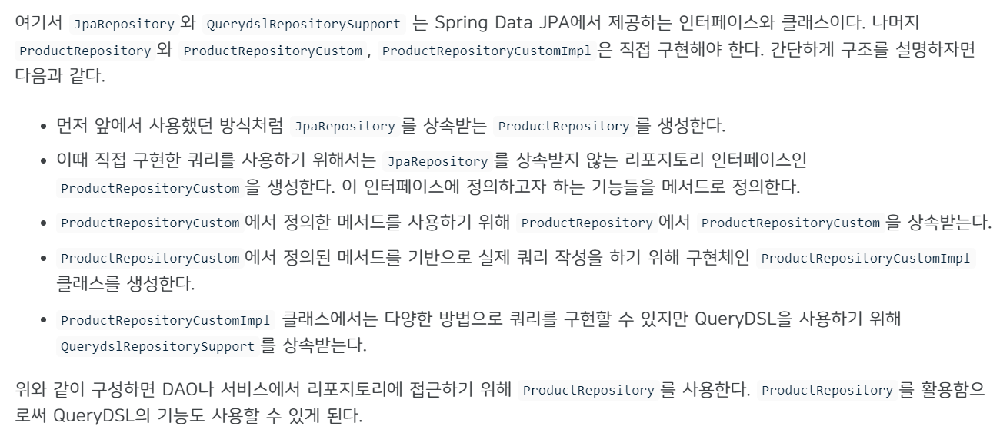 여기서 JpaRepository 와 QuerydslRepositorySupport 는 Spring Data JPA에서 제공하는 인터페이스와 클래스이다. 나머지
ProductRepository 와 ProductRepositoryCustom , ProductRepositoryCustomImpl 은 직접 구현해야 한다. 간단하게 구조를 설명하자면
다음과 같다.
• 먼저 앞에서 사용했던 방식처럼 JpaRepository 를 상속받는 ProductRepository 를 생성한다.
• 이때 직접 구현한 쿼리를 사용하기 위해서는 JpaRepository 를 상속받지 않는 리포지토리 인터페이스인
ProductRepositoryCustom 을 생성한다. 이 인터페이스에 정의하고자 하는 기능들을 메서드로 정의한다.
• ProductRepositoryCustom 에서 정의한 메서드를 사용하기 위해 ProductRepository 에서 ProductRepositoryCustom 을 상속받는다.
• ProductRepositoryCustom 에서 정의된 메서드를 기반으로 실제 쿼리 작성을 하기 위해 구현체인 ProductRepositoryCustomImpl
클래스를 생성한다.
• ProductRepositoryCustomImpl 클래스에서는 다양한 방법으로 쿼리를 구현할 수 있지만 QueryDSL을 사용하기 위해
QuerydslRepositorySupport 를 상속받는다.
위와 같이 구성하면 DAO나 서비스에서 리포지토리에 접근하기 위해 ProductRepository 를 사용한다. ProductRepository 를 활용함으
로써 QueryDSL의 기능도 사용할 수 있게 된다.